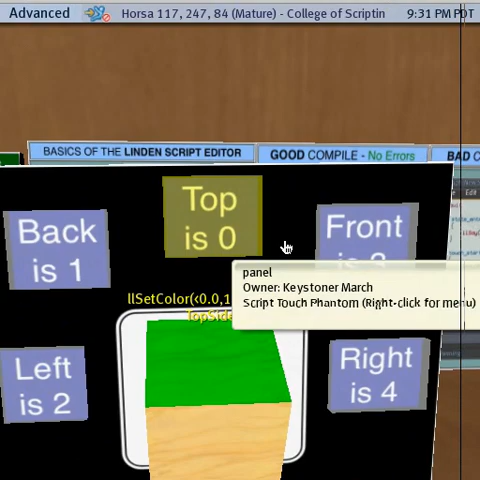 Advanced
Horsa 117, 247, 84 (Mature) - College of Scriptin
9:31 PM PDT
BASICS OF THE LINDEN SCRIPT EDITOR
GOOD COMPILE - No Errors
BAD
Edit
Top
is 0
Back
is 1
Front
panel
Owner: Keystoner March
Script Touch Phantom (Right-click for menu)
llSetColor(<0.0,1
TopSide
Left
is 2
Right
is 4